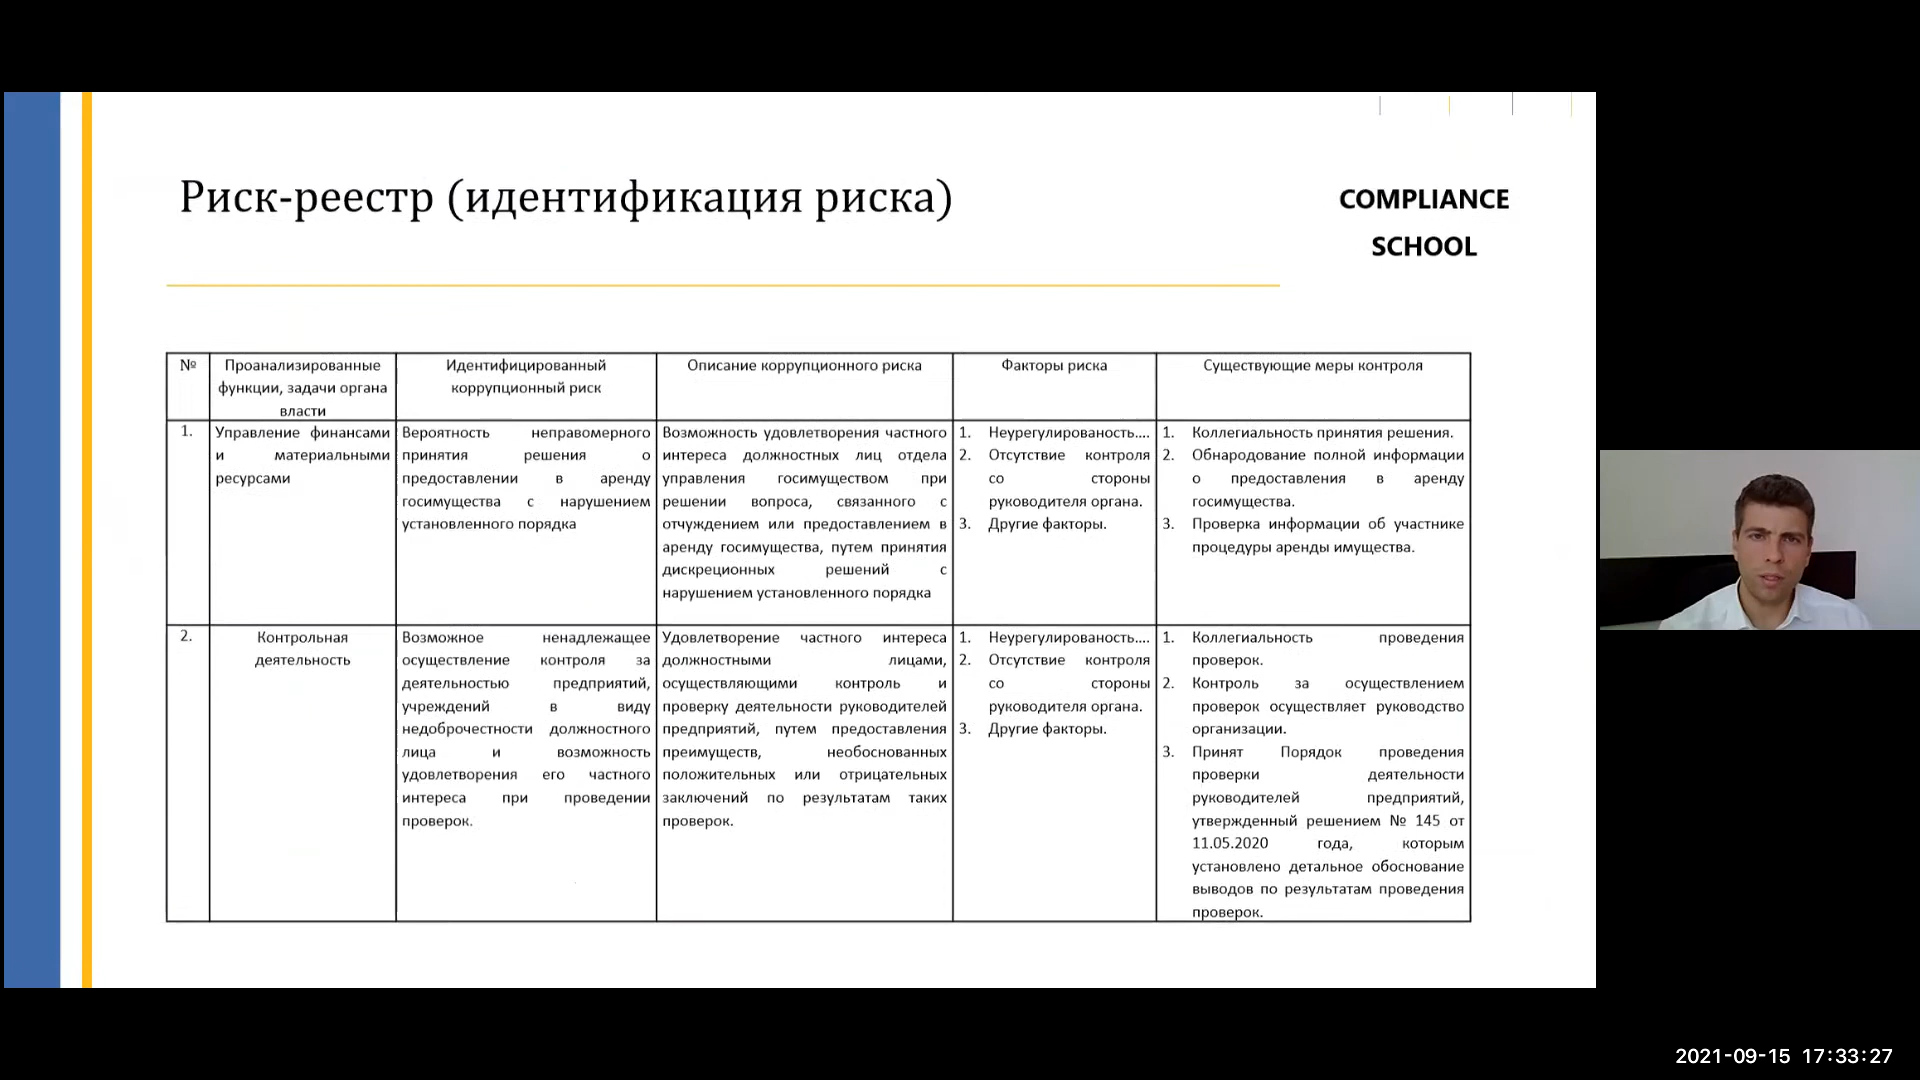 Риск-реестр (идентификация риска)
COMPLIANCE
SCHOOL
№
Проанализированные
функции, задачи органа
власти
Идентифицированный
коррупционный риск
Описание коррупционного риска
Факторы риска
Существующие меры контроля
1.
Управление финансами
и материальными
ресурсами
Вероятность неправомерного
принятия решения о
предоставлении в аренду
госимущества с нарушением
установленного порядка
Возможность удовлетворения частного
интереса должностных лиц отдела
управления госимуществом при
решении вопроса, связанного с
отчуждением или предоставлением в
аренду госимущества, путем принятия
дискреционных решений с
нарушением установленного порядка
1. Неурегулированость....
2. Отсутствие контроля
со стороны
руководителя органа.
3. Другие факторы.
1. Коллегиальность принятия решения.
2. Обнародование полной информации
о предоставления в аренду
госимущества.
3. Проверка информации об участнике
процедуры аренды имущества.
2.
Контрольная
деятельность
Возможное ненадлежащее
осуществление контроля за
деятельностью предприятий,
учреждений в виду
недоброчестности должностного
лица и возможность
удовлетворения его частного
интереса при проведении
проверок.
Удовлетворение частного интереса
должностными лицами,
осуществляющими контроль и
проверку деятельности руководителей
предприятий, путем предоставления
преимуществ, необоснованных
положительных или отрицательных
заключений по результатам таких
проверок.
1. Неурегулированость....
2. Отсутствие контроля
со стороны
руководителя органа.
3. Другие факторы.
1. Коллегиальность проведения
проверок.
2. Контроль за осуществлением
проверок осуществляет руководство
организации.
3. Принят Порядок проведения
проверки деятельности
руководителей предприятий,
утвержденный решением № 145 от
11.05.2020 года, которым
установлено детальное обоснование
выводов по результатам проведения
проверок.
2021-09-15 17:33:27